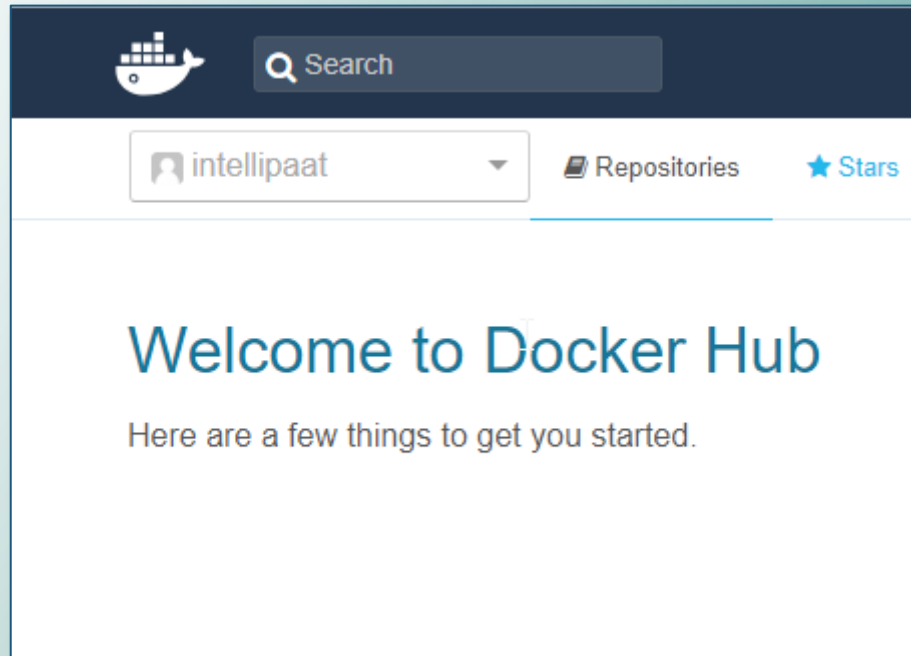 Search
intellipaat
Repositories
Stars
Welcome to Docker Hub
Here are a few things to get you started.